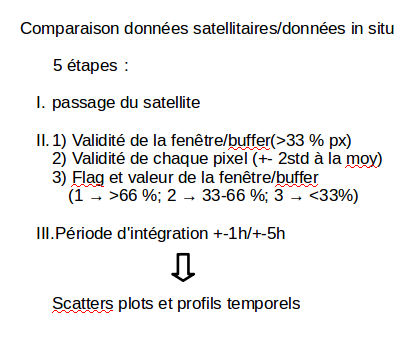 Comparaison données satellitaires/données in situ
5 étapes :
I. passage du satellite
II. 1) Validité de la fenêtre/buffer(>33 % px)
2) Validité de chaque pixel (+- 2std à la moy)
3) Flag et valeur de la fenêtre/buffer
(1 → >66 %; 2 → 33-66 %; 3 → <33%)
III.Période d'intégration +-1h/+-5h
Scatters plots et profils temporels